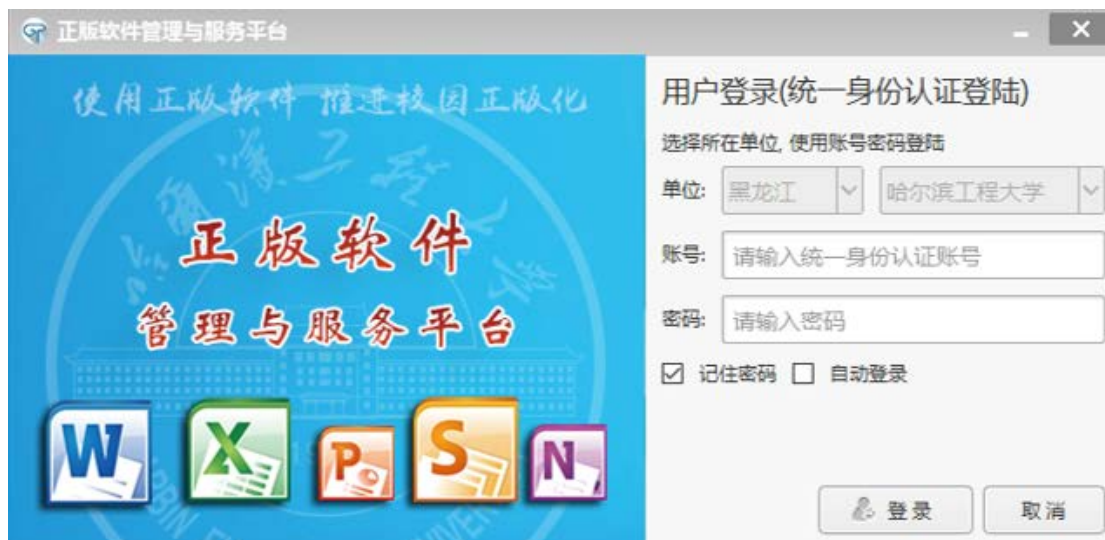 正版软件管理与服务平台
使用正版软件 推进校园正版化
正版软件
管理与服务平台
W
X
P
S
N
用户登录(统一身份认证登陆)
选择所在单位, 使用账号密码登陆
单位: 黑龙江 哈尔滨工程大学
账号: 请输入统一身份认证账号
密码: 请输入密码
记住密码 自动登录
登录 取消